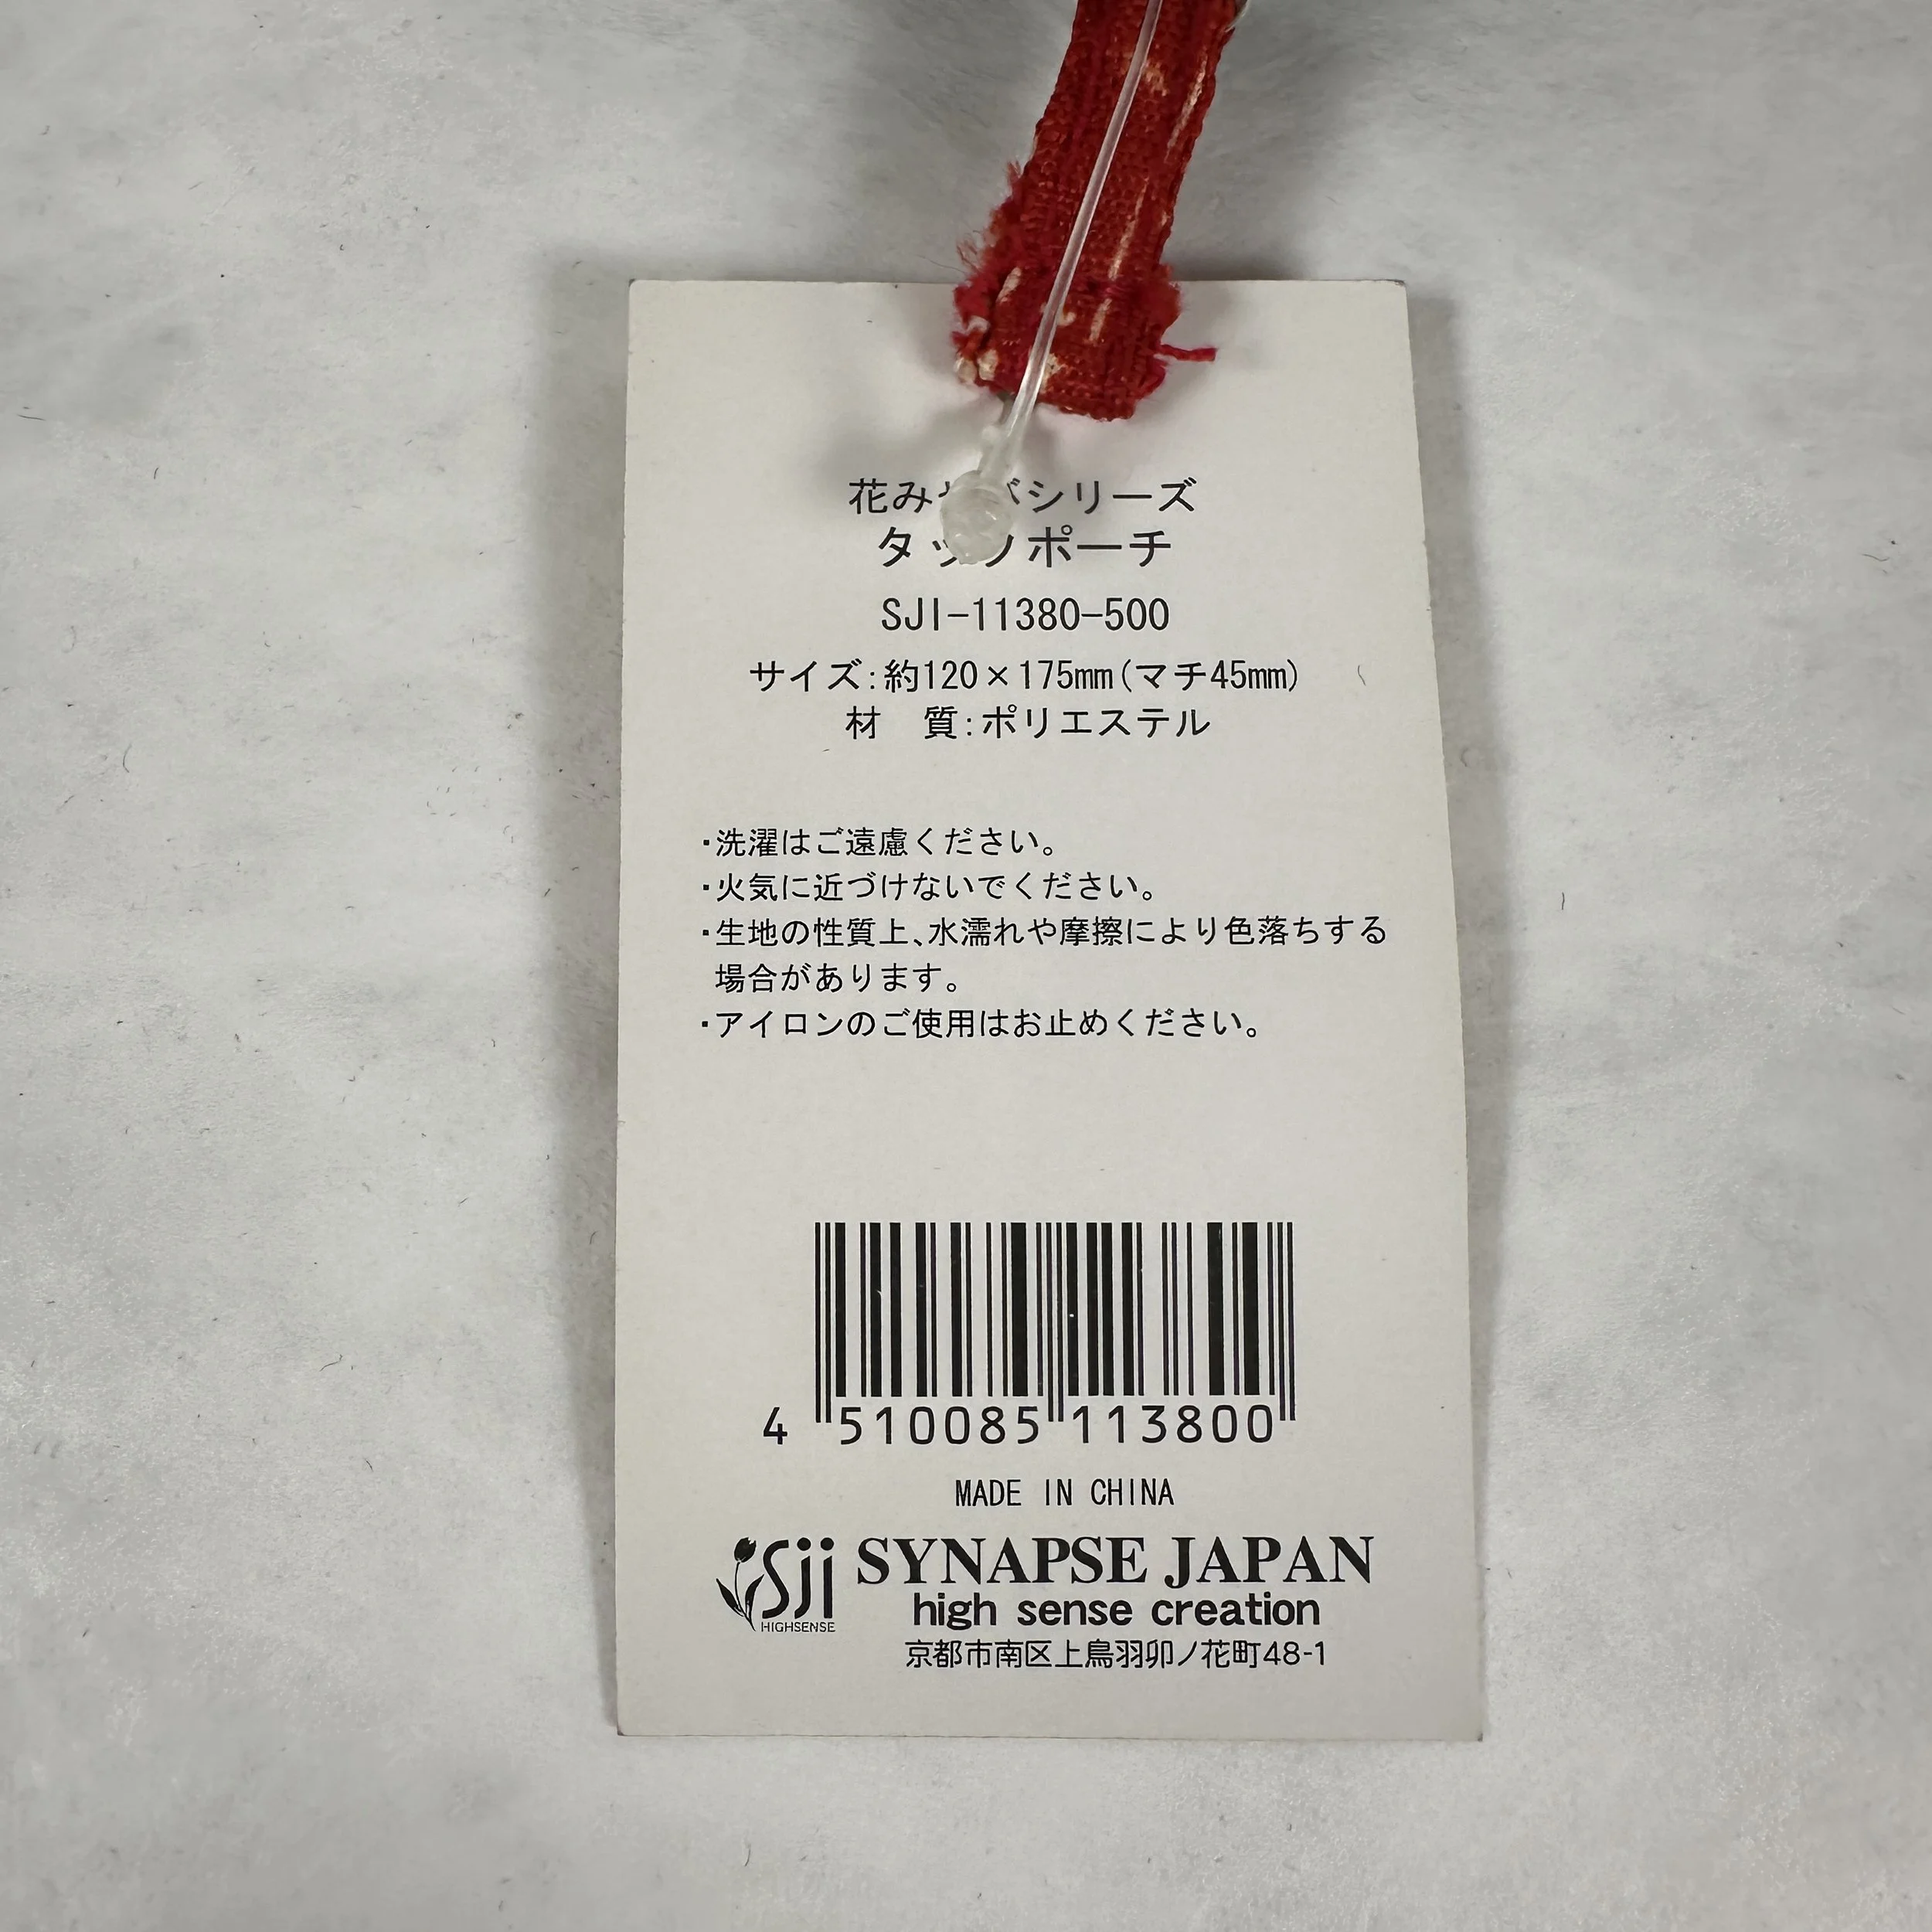 花み シリーズ
ポーチ
SJI-11380-500
サイズ:約120×175mm(マチ45mm)
材　質:ポリエステル
・洗濯はご遠慮ください。
・火気に近づけないでください。
・生地の性質上、水濡れや摩擦により色落ちする
場合があります。
・アイロンのご使用はお止めください。
4 510085 113800
MADE IN CHINA
Sji HIGHSENSE
SYNAPSE JAPAN
high sense creation
京都市南区上鳥羽卯ノ花町48-1